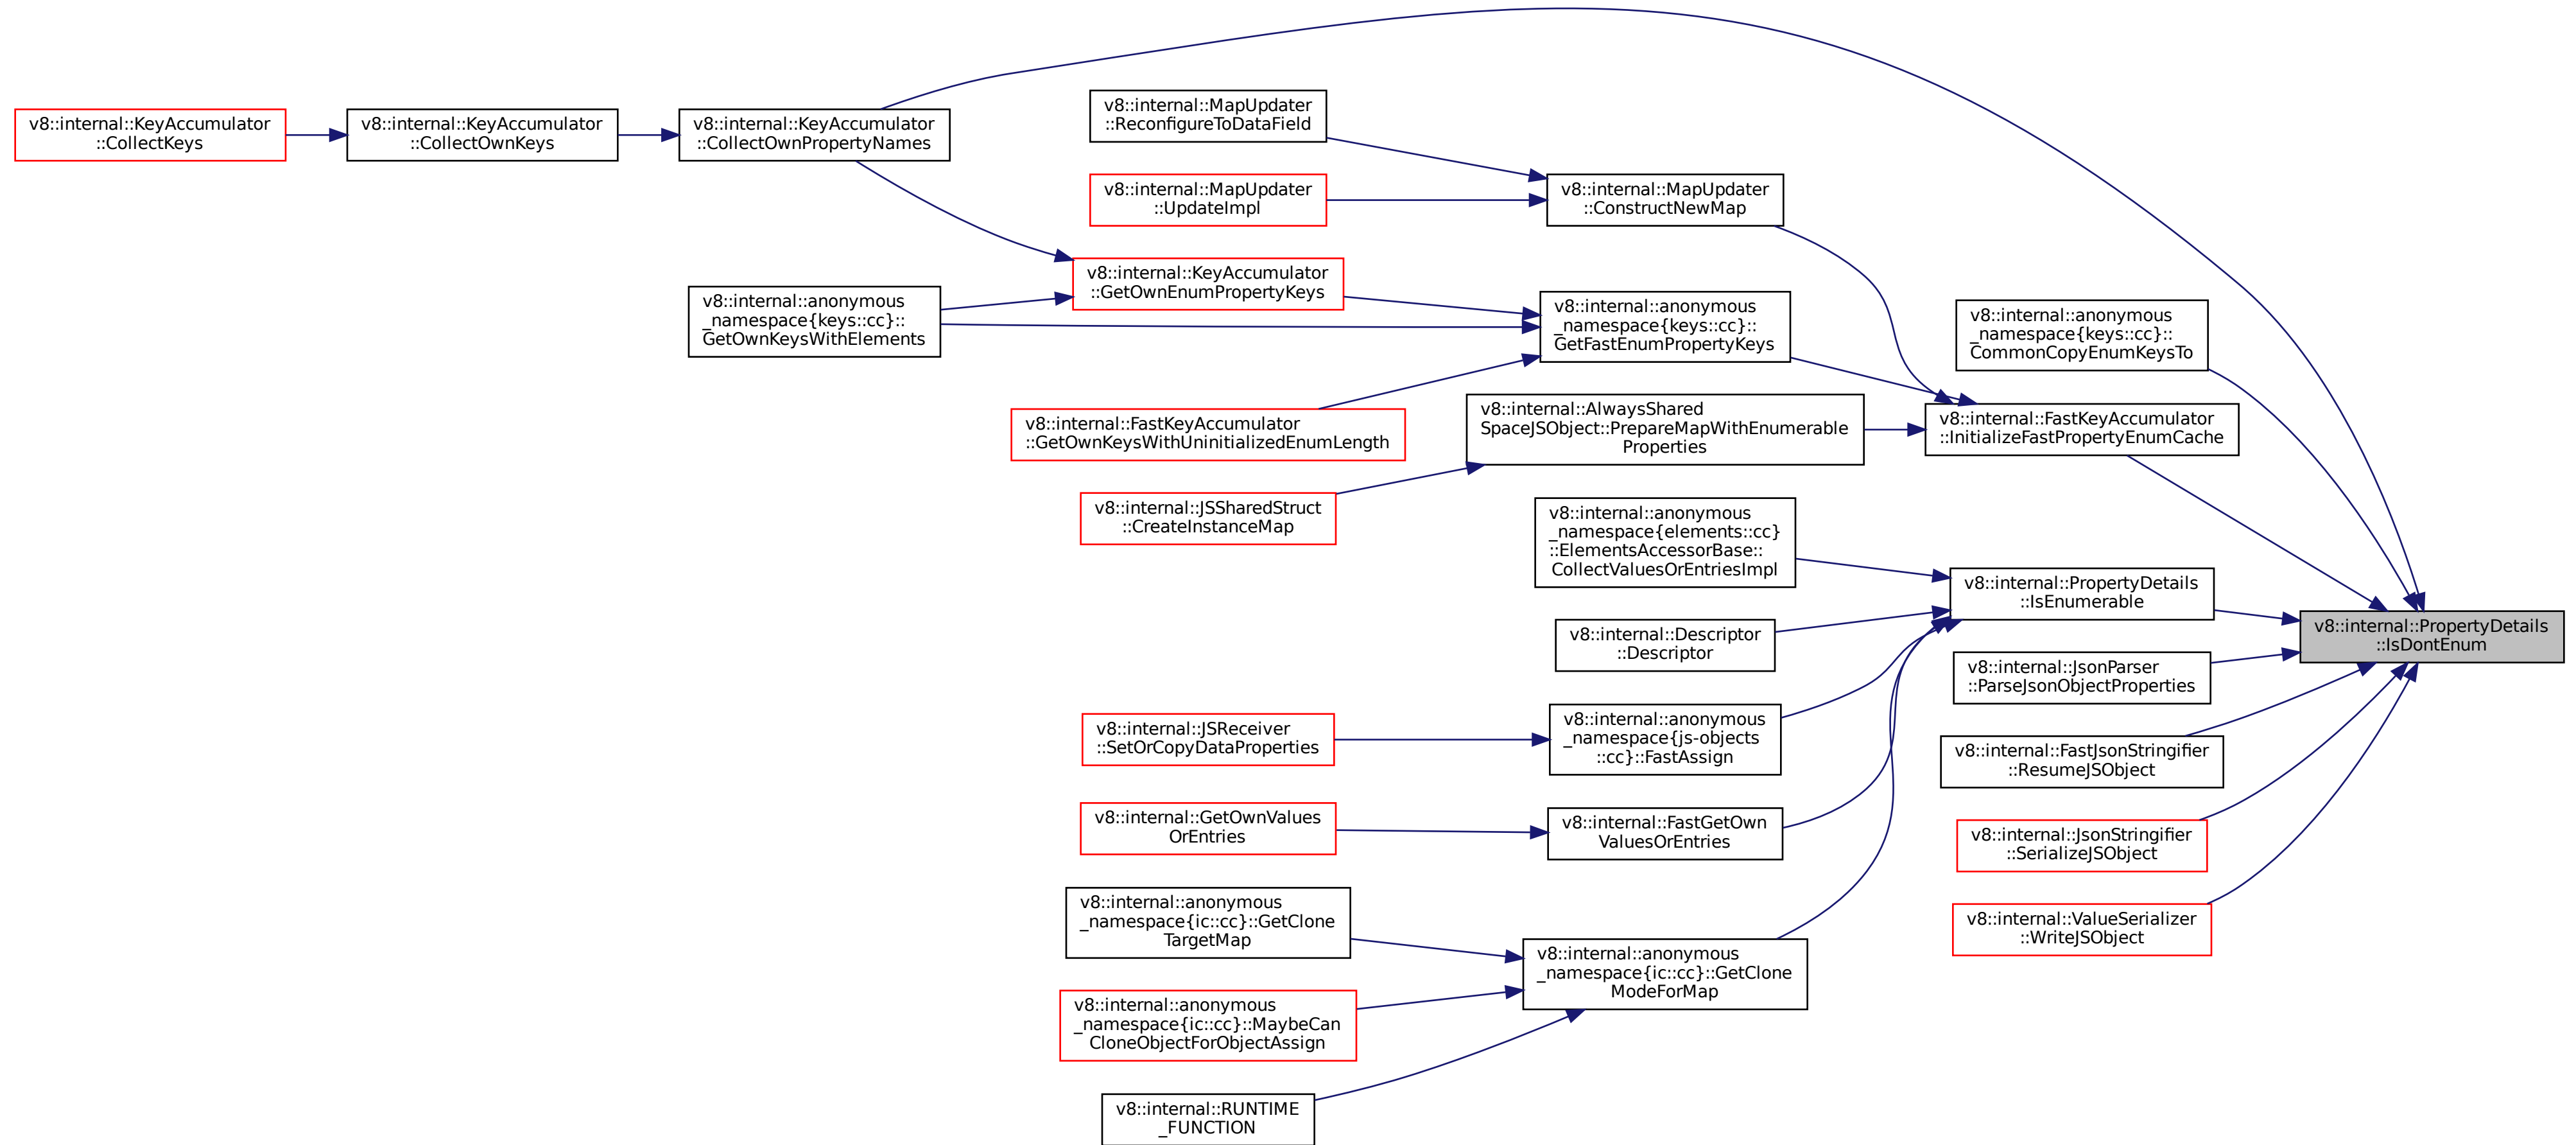 v8::internal::KeyAccumulator
::CollectKeys
v8::internal::KeyAccumulator
::CollectOwnKeys
v8::internal::KeyAccumulator
::CollectOwnPropertyNames
v8::internal::MapUpdater
::ReconfigureToDataField
v8::internal::MapUpdater
::UpdateImpl
v8::internal::MapUpdater
::ConstructNewMap
v8::internal::KeyAccumulator
::GetOwnEnumPropertyKeys
v8::internal::anonymous
_namespace{keys::cc}::
GetOwnKeysWithElements
v8::internal::anonymous
_namespace{keys::cc}::
GetFastEnumPropertyKeys
v8::internal::anonymous
_namespace{keys::cc}::
CommonCopyEnumKeysTo
v8::internal::FastKeyAccumulator
::GetOwnKeysWithUninitializedEnumLength
v8::internal::AlwaysShared
SpaceJSObject::PrepareMapWithEnumerable
Properties
v8::internal::FastKeyAccumulator
::InitializeFastPropertyEnumCache
v8::internal::JSSharedStruct
::CreateInstanceMap
v8::internal::anonymous
_namespace{elements::cc}
::ElementsAccessorBase::
CollectValuesOrEntriesImpl
v8::internal::PropertyDetails
::IsEnumerable
v8::internal::PropertyDetails
::IsDontEnum
v8::internal::Descriptor
::Descriptor
v8::internal::JsonParser
::ParseJsonObjectProperties
v8::internal::JSReceiver
::SetOrCopyDataProperties
v8::internal::anonymous
_namespace{js-objects
::cc}::FastAssign
v8::internal::FastJsonStringifier
::ResumeJSObject
v8::internal::GetOwnValues
OrEntries
v8::internal::FastGetOwn
ValuesOrEntries
v8::internal::JsonStringifier
::SerializeJSObject
v8::internal::anonymous
_namespace{ic::cc}::GetClone
TargetMap
v8::internal::ValueSerializer
::WriteJSObject
v8::internal::anonymous
_namespace{ic::cc}::GetClone
ModeForMap
v8::internal::anonymous
_namespace{ic::cc}::MaybeCan
CloneObjectForObjectAssign
v8::internal::RUNTIME
_FUNCTION